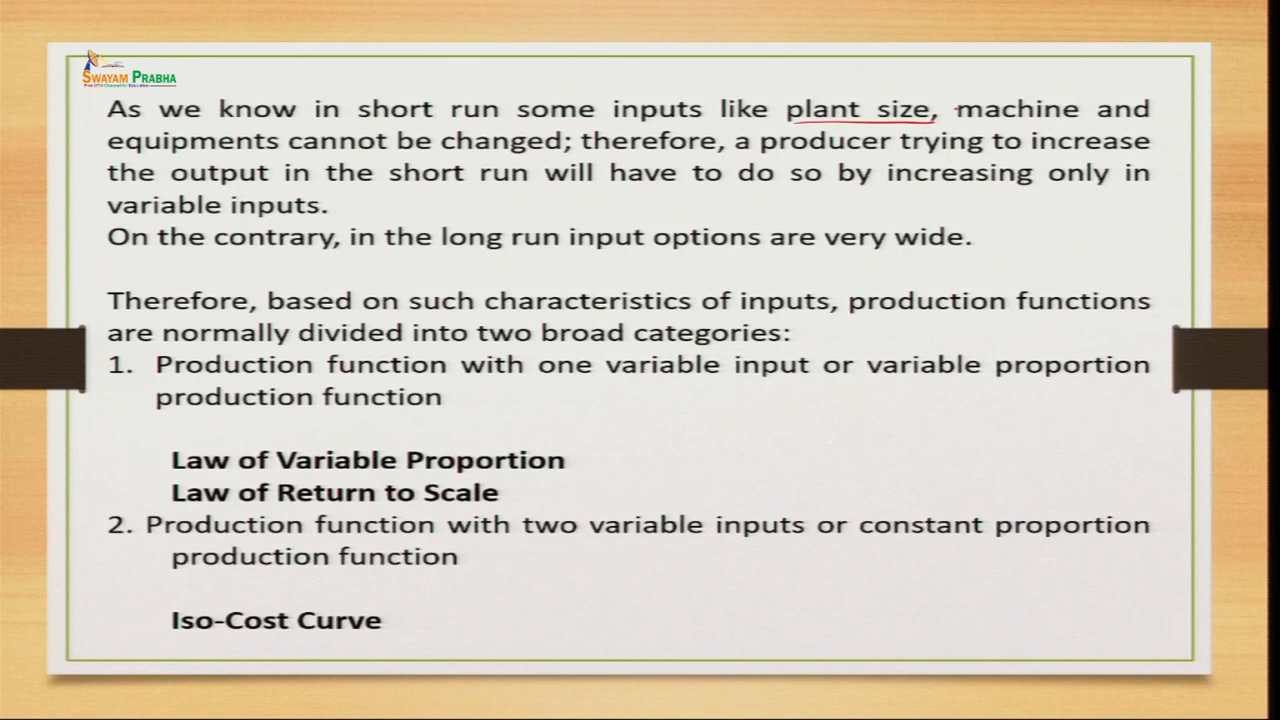 SWAYAM PRABHA
As we know in short run some inputs like plant size, machine and
equipments cannot be changed; therefore, a producer trying to increase
the output in the short run will have to do so by increasing only in
variable inputs.
On the contrary, in the long run input options are very wide.
Therefore, based on such characteristics of inputs, production functions
are normally divided into two broad categories:
1. Production function with one variable input or variable proportion
production function
Law of Variable Proportion
Law of Return to Scale
2. Production function with two variable inputs or constant proportion
production function
Iso-Cost Curve